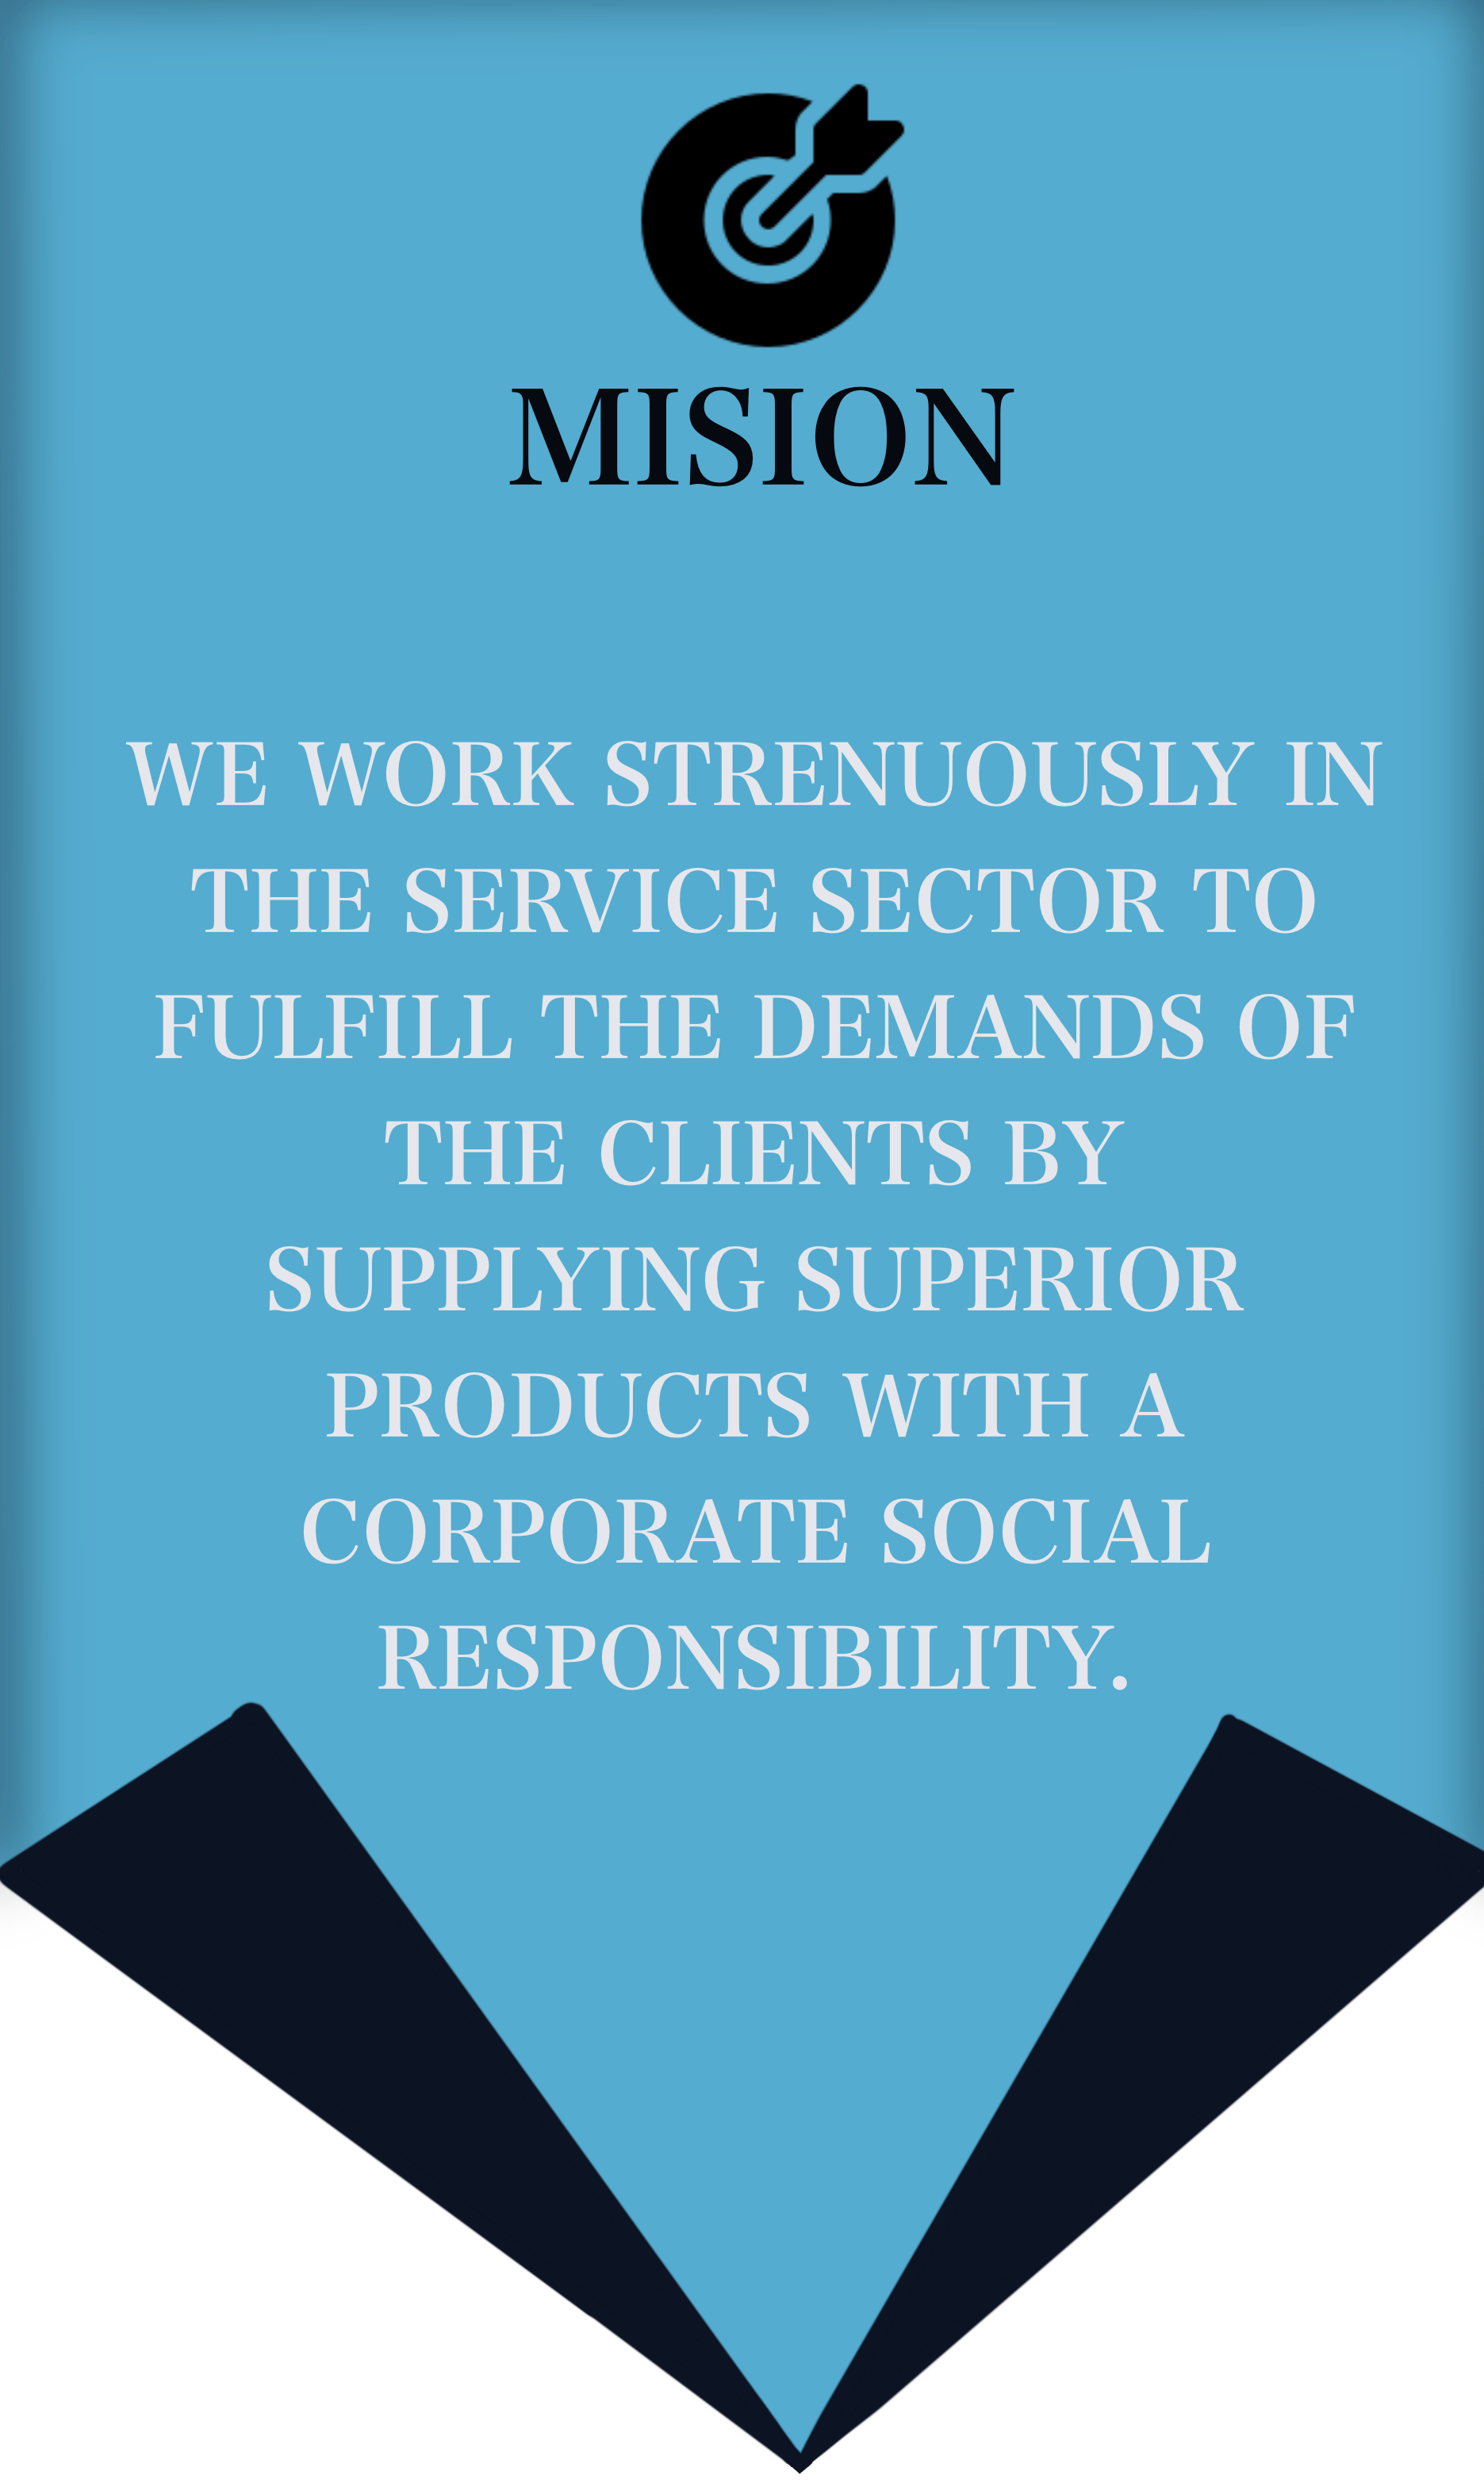 MISION
WE WORK STRENUOUSLY IN
THE SERVICE SECTOR TO
FULFILL THE DEMANDS OF
THE CLIENTS BY
SUPPLYING SUPERIOR
PRODUCTS WITH A
CORPORATE SOCIAL
RESPONSIBILITY.